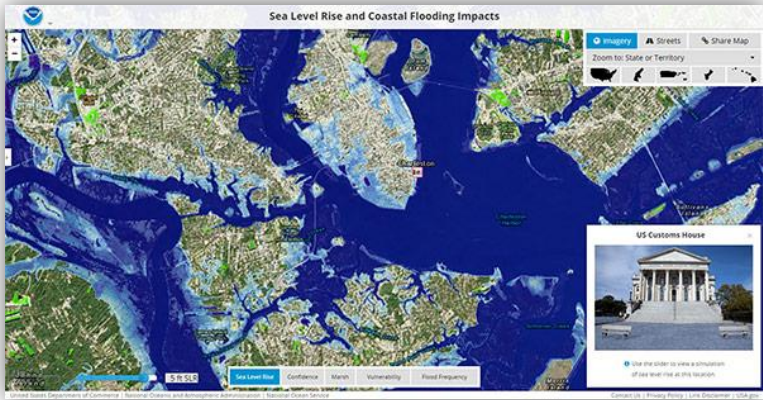 Sea Level Rise and Coastal Flooding Impacts
Imagery
Streets
Share Map
Zoom to: State or Territory
Charleston
Sullivans
Island
US Customs House
Use the slider to view a simulation
of sea level rise at this location.
5 ft SLR
Sea Level Rise
Confidence
Marsh
Vulnerability
Flood Frequency
United States Department of Commerce | National Oceanic and Atmospheric Administration | National Ocean Service
Contact Us | Privacy Policy | Link Disclaimer | USA.gov